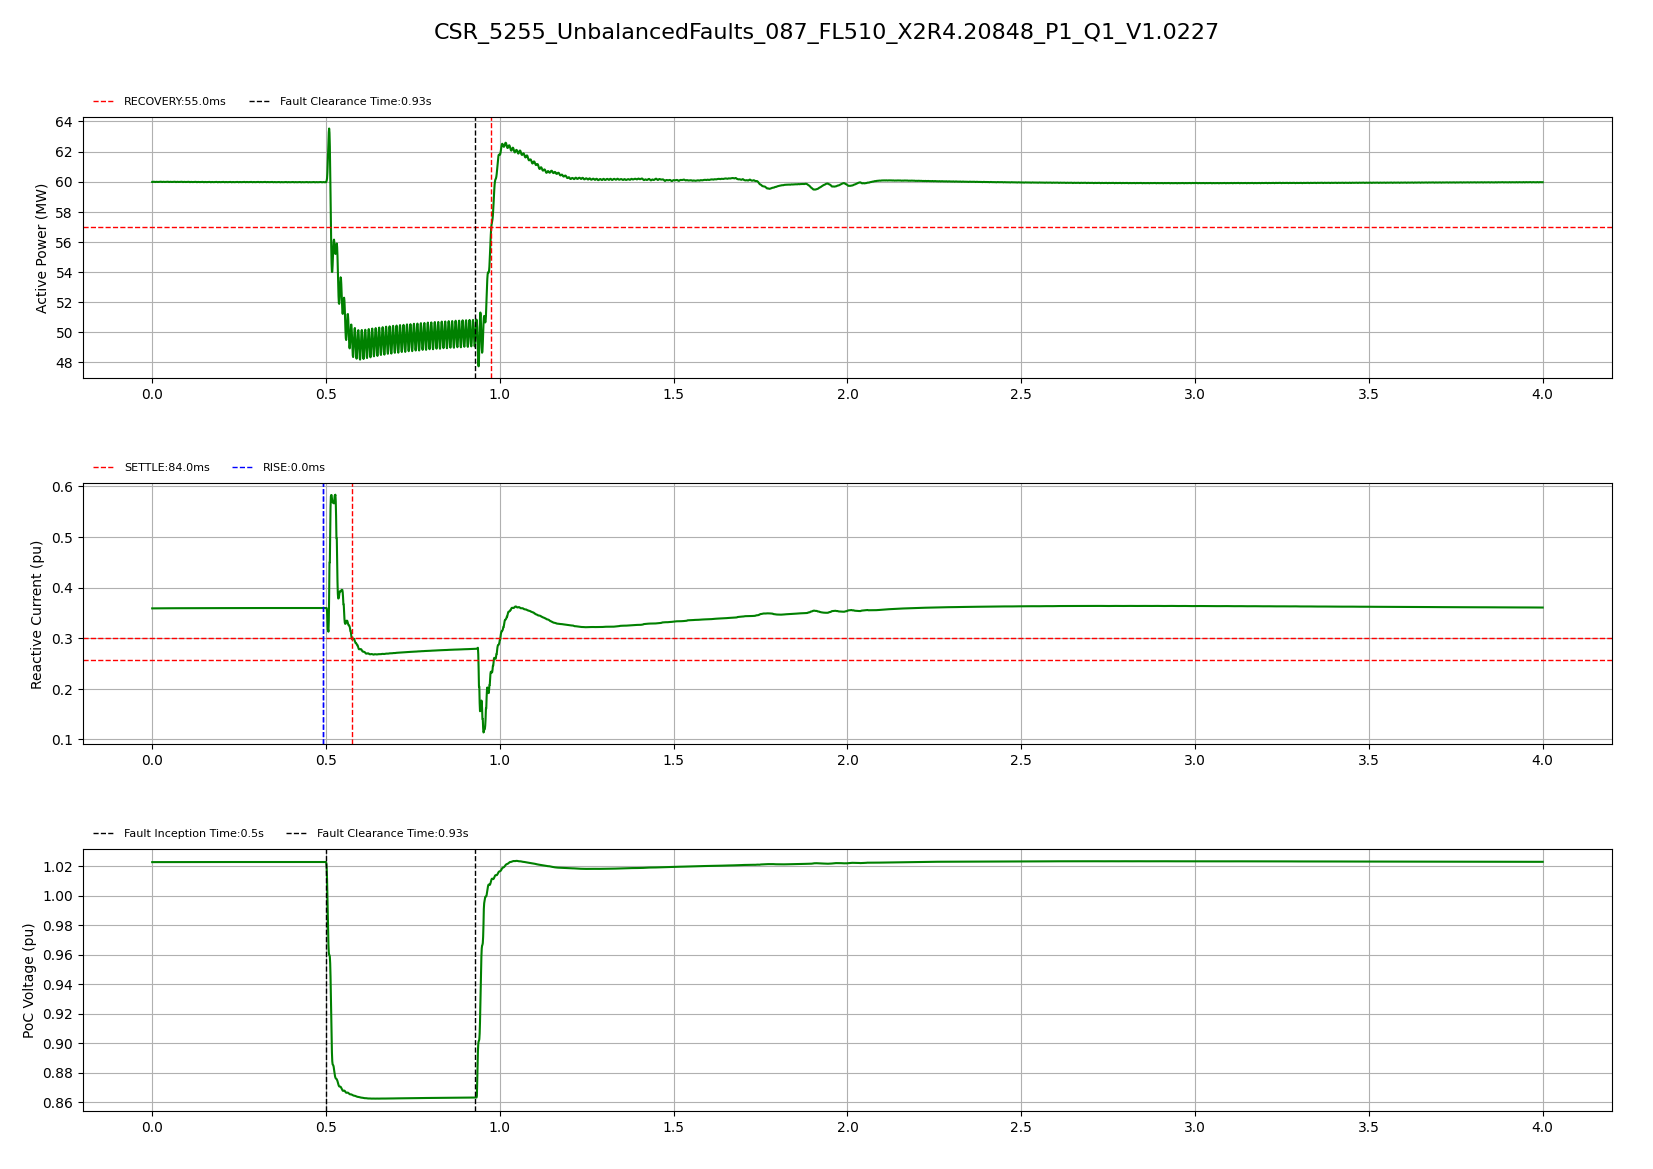 CSR_5255_UnbalancedFaults_087_FL510_X2R4.20848_P1_Q1_V1.0227
RECOVERY:55.0ms Fault Clearance Time:0.93s
Active Power (MW)
64
62
60
58
56
54
52
50
48
0.0 0.5 1.0 1.5 2.0 2.5 3.0 3.5 4.0
SETTLE:84.0ms RISE:0.0ms
Reactive Current (pu)
0.6
0.5
0.4
0.3
0.2
0.1
0.0 0.5 1.0 1.5 2.0 2.5 3.0 3.5 4.0
Fault Inception Time:0.5s Fault Clearance Time:0.93s
PoC Voltage (pu)
1.02
1.00
0.98
0.96
0.94
0.92
0.90
0.88
0.86
0.0 0.5 1.0 1.5 2.0 2.5 3.0 3.5 4.0